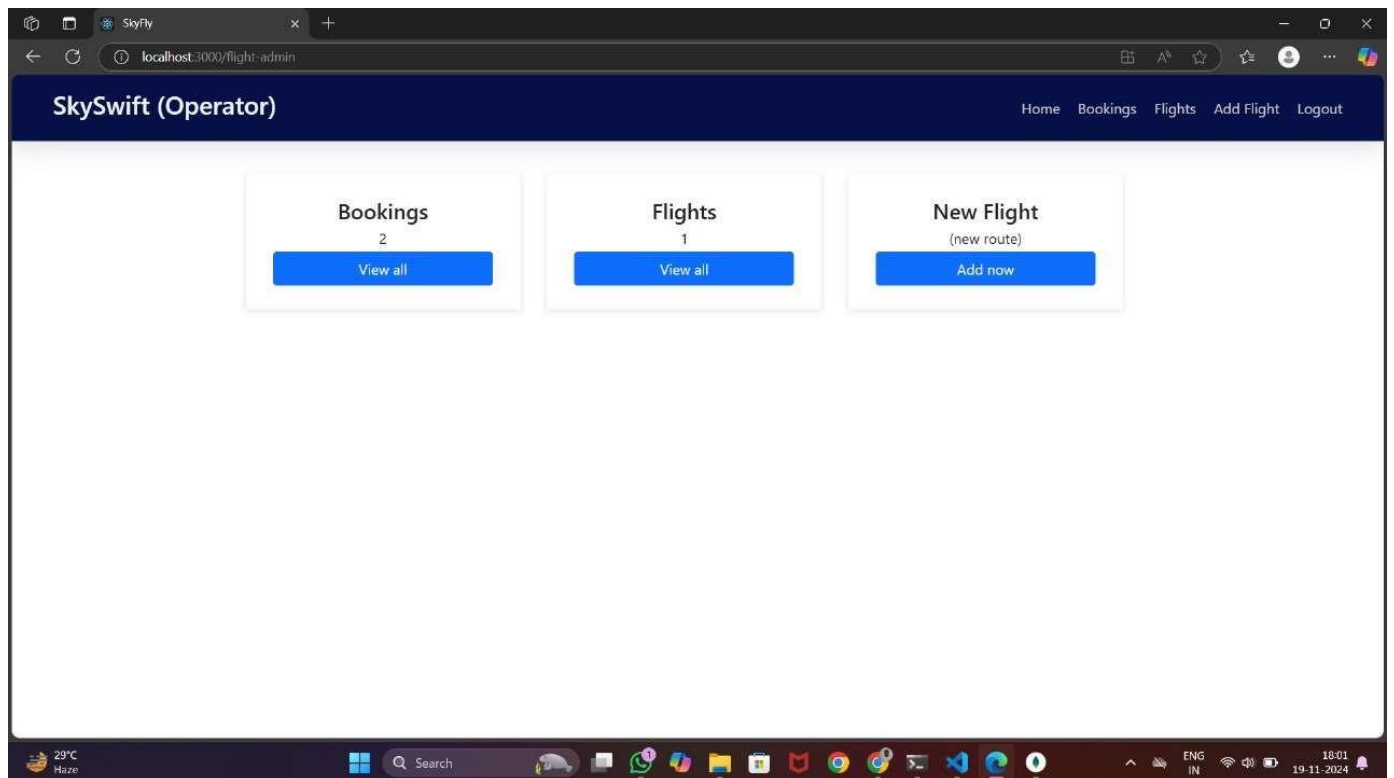 SkyFly
localhost:3000/flight-admin
SkySwift (Operator)
Home Bookings Flights Add Flight Logout
Bookings
2
View all
Flights
1
View all
New Flight
(new route)
Add now
29°C
Haze
Search
1
ENG
IN
18:01
19-11-2024